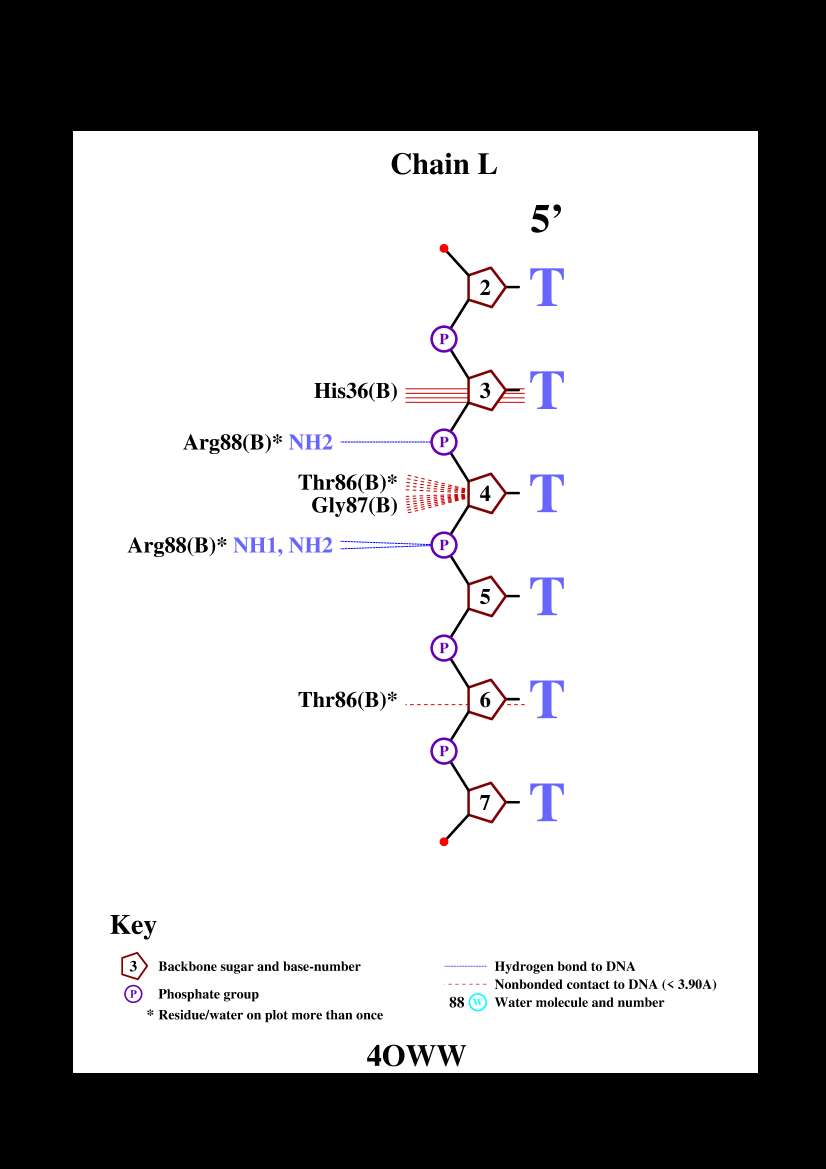 Chain L
5’
2 T
P
His36(B) 3 T
Arg88(B)* NH2 P
Thr86(B)*
Gly87(B) 4 T
Arg88(B)* NH1, NH2 P
5 T
P
Thr86(B)* 6 T
P
7 T
Key
3 Backbone sugar and base-number
P Phosphate group
* Residue/water on plot more than once
Hydrogen bond to DNA
Nonbonded contact to DNA (< 3.90A)
88 W Water molecule and number
4OWW